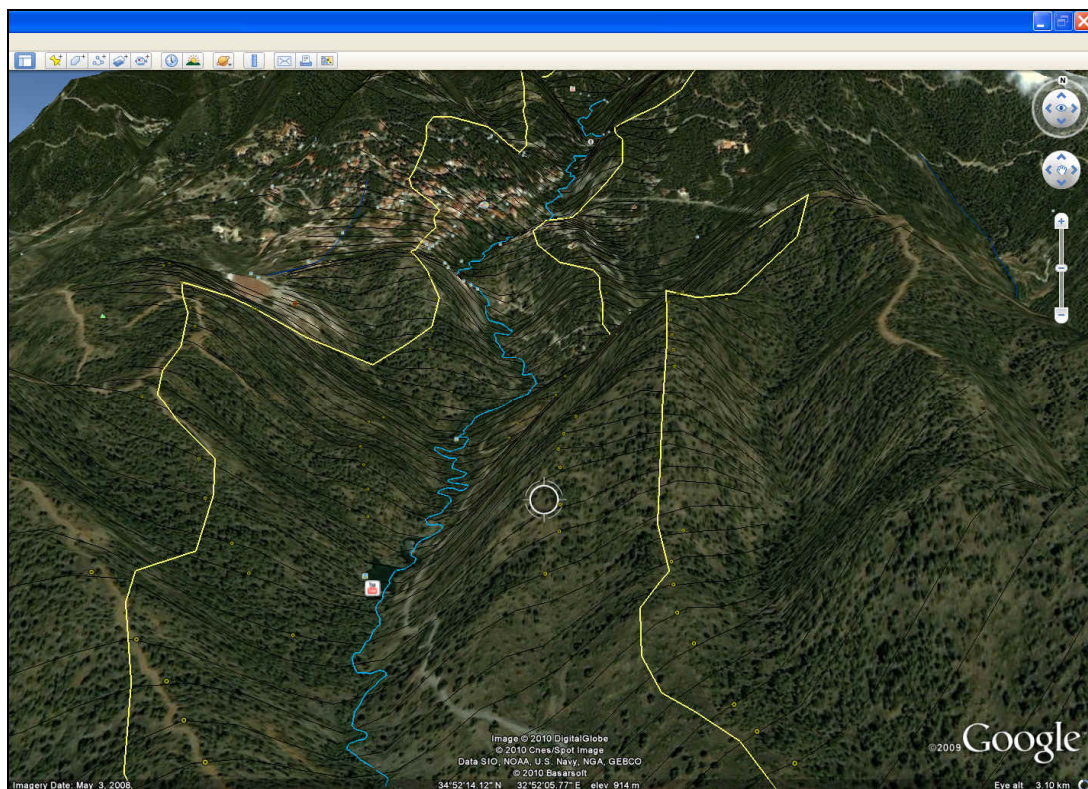 N
Image © 2010 DigitalGlobe
© 2010 Cnes/Spot Image
Data SIO, NOAA, U.S. Navy, NGA, GEBCO
© 2010 Basarsoft
©2009 Google
Imagery Date: May 3, 2008 34°52'14.12" N 32°52'05.77" E elev 914 m Eye alt 3.10 km